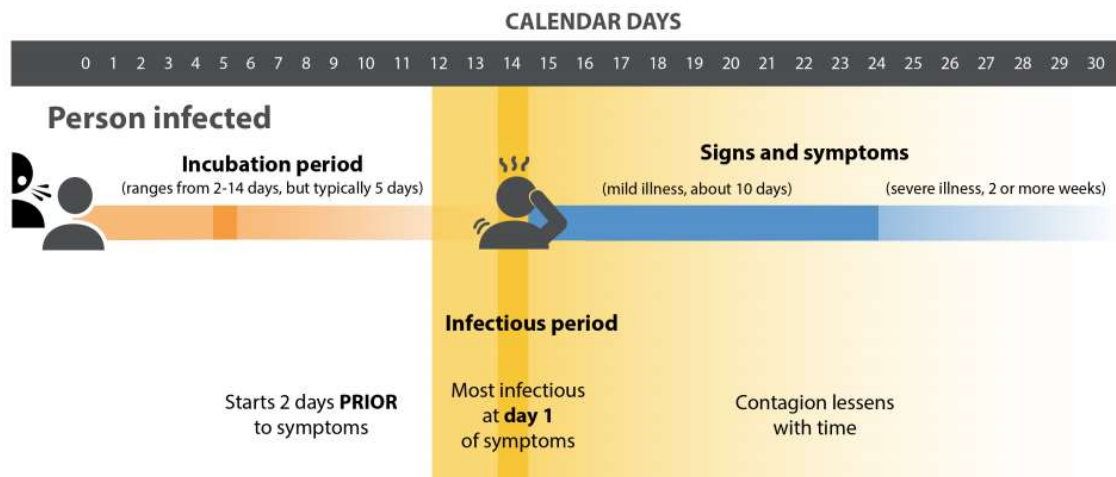 CALENDAR DAYS
0 1 2 3 4 5 6 7 8 9 10 11 12 13 14 15 16 17 18 19 20 21 22 23 24 25 26 27 28 29 30
Person infected
Incubation period
(ranges from 2-14 days, but typically 5 days)
Signs and symptoms
(mild illness, about 10 days)
(severe illness, 2 or more weeks)
Infectious period
Starts 2 days PRIOR
to symptoms
Most infectious
at day 1
of symptoms
Contagion lessens
with time